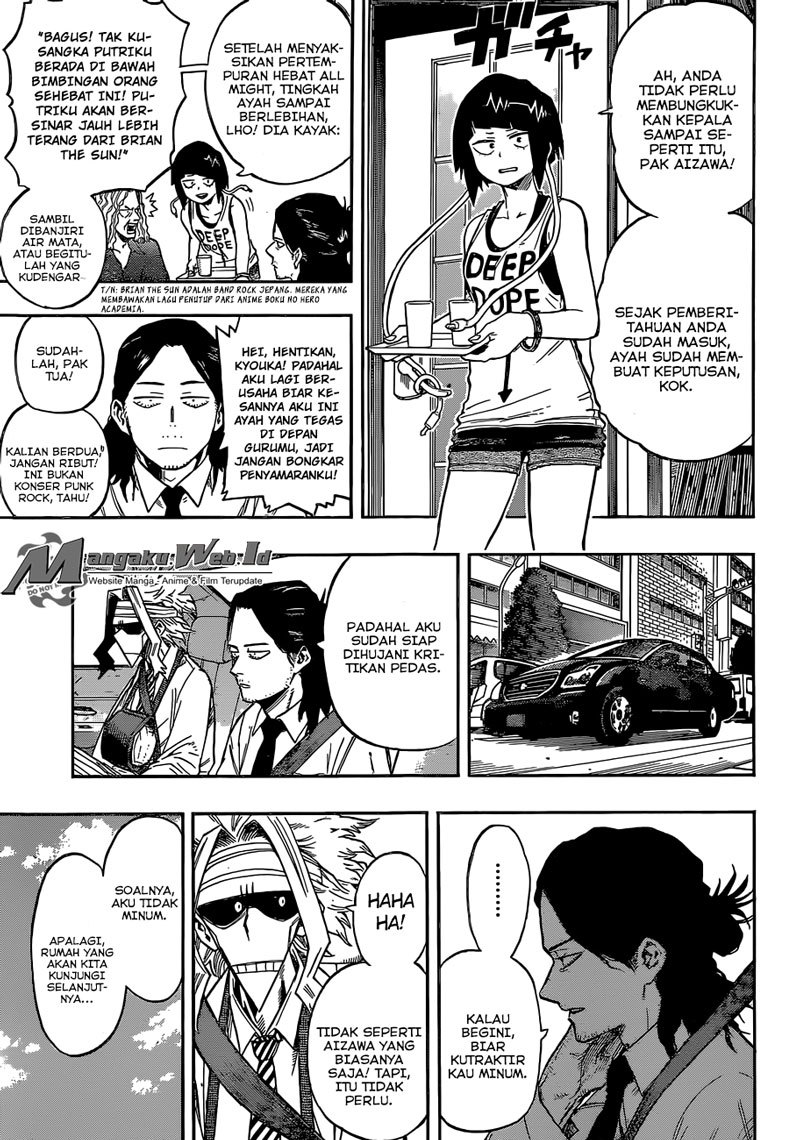 ガチャ
AH, ANDA
TIDAK PERLU
MEMBUNGKUK-
KAN KEPALA
SAMPAI SE-
PERTI ITU,
PAK AIZAWA!
SEJAK PEMBERI-
TAHUAN ANDA
SUDAH MASUK,
AYAH SUDAH MEM-
BUAT KEPUTUSAN,
KOK.
DEEP
DOPE
SETELAH MENYAK-
SIKAN PERTEM-
PURAN HEBAT ALL
MIGHT, TINGKAH
AYAH SAMPAI
BERLEBIHAN,
LHO! DIA KAYAK:
"BAGUS! TAK KU-
SANGKA PUTRIKU
BERADA DI BAWAH
BIMBINGAN ORANG
SEHEBAT INI! PU-
TRIKU AKAN BER-
SINAR JAUH LEBIH
TERANG DARI BRIAN
THE SUN!"
SAMBIL
DIBANJIRI
AIR MATA,
ATAU BEGITU-
LAH YANG
KUDENGAR.
DEEP
DOPE
T/N: BRIAN THE SUN ADALAH BAND ROCK JEPANG. MEREKA YANG
MEMBAWAKAN LAGU PENUTUP DARI ANIME BOKU NO HERO
ACADEMIA.
HEI, HENTIKAN,
KYOUKA! PADAHAL
AKU LAGI BER-
USAHA BIAR KE-
SANNYA AKU INI
AYAH YANG TEGAS
DI DEPAN
GURUMU, JADI
JANGAN BONGKAR
PENYAMARANKU!
SUDAH-
LAH, PAK
TUA!
KALIAN BERDUA,
JANGAN RIBUT!
INI BUKAN
KONSER PUNK
ROCK, TAHU!
Mangaku.Web.Id
Website Manga - Anime & Film Terupdate
PADAHAL AKU
SUDAH SIAP
DIHUJANI KRI-
TIKAN PEDAS.
KALAU
BEGINI,
BIAR
KUTRAKTIR
KAU MINUM.
HAHA
HA!
TIDAK SEPERTI
AIZAWA YANG
BIASANYA
SAJA! TAPI,
ITU TIDAK
PERLU.
SOALNYA,
AKU TIDAK
MINUM.
APALAGI,
RUMAH YANG
AKAN KITA
KUNJUNGI
SELANJUT-
NYA...